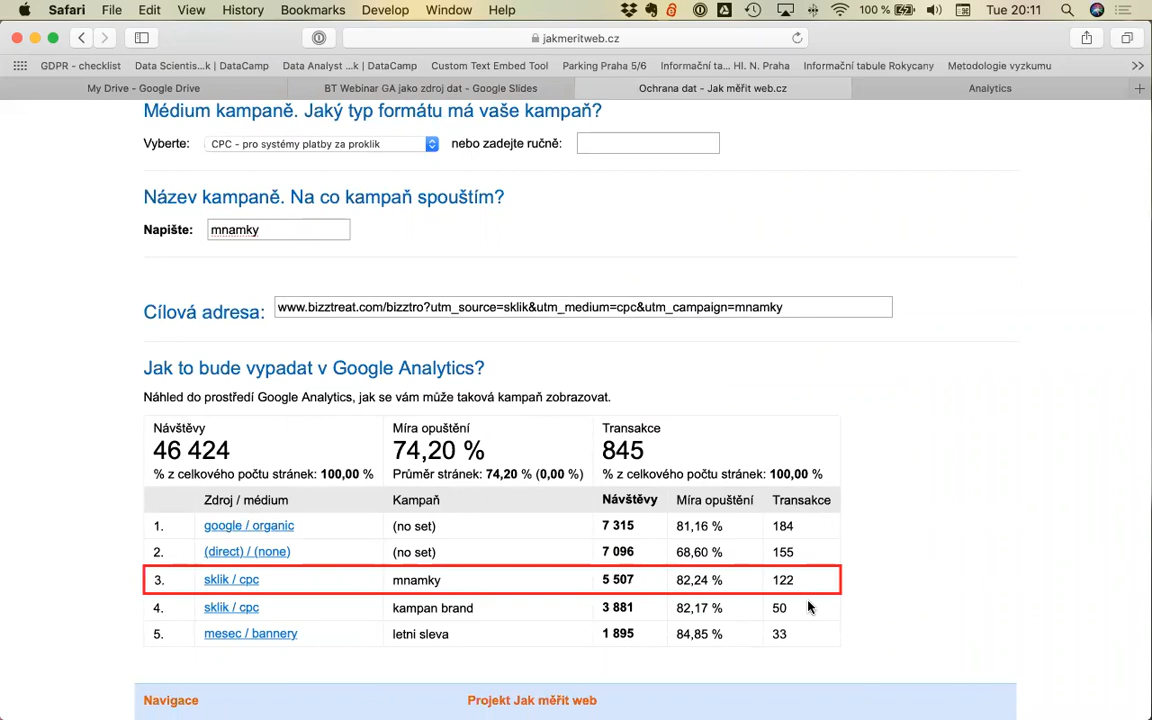 Safari File Edit View History Bookmarks Develop Window Help 100 % Tue 20:11
jakmeritweb.cz
GDPR - checklist Data Scientis...k | DataCamp Data Analyst ...k | DataCamp Custom Text Embed Tool Parking Praha 5/6 Informační ta... Hl. N. Praha Informační tabule Rokycany Metodologie vyzkumu
My Drive - Google Drive BT Webinar GA jako zdroj dat - Google Slides Ochrana dat - Jak měřit web.cz Analytics
Médium kampaně. Jaký typ formátu má vaše kampaň?
Vyberte: CPC - pro systémy platby za proklik nebo zadejte ručně:
Název kampaně. Na co kampaň spouštím?
Napište: mnamky
Cílová adresa: www.bizztreat.com/bizztro?utm_source=sklik&utm_medium=cpc&utm_campaign=mnamky
Jak to bude vypadat v Google Analytics?
Náhled do prostředí Google Analytics, jak se vám může taková kampaň zobrazovat.
Návštěvy Míra opuštění Transakce
46 424 74,20 % 845
% z celkového počtu stránek: 100,00 % Průměr stránek: 74,20 % (0,00 %) % z celkového počtu stránek: 100,00 %
Zdroj / médium Kampaň Návštěvy Míra opuštění Transakce
1. google / organic (no set) 7 315 81,16 % 184
2. (direct) / (none) (no set) 7 096 68,60 % 155
3. sklik / cpc mnamky 5 507 82,24 % 122
4. sklik / cpc kampan brand 3 881 82,17 % 50
5. mesec / bannery letni sleva 1 895 84,85 % 33
Navigace Projekt Jak měřit web